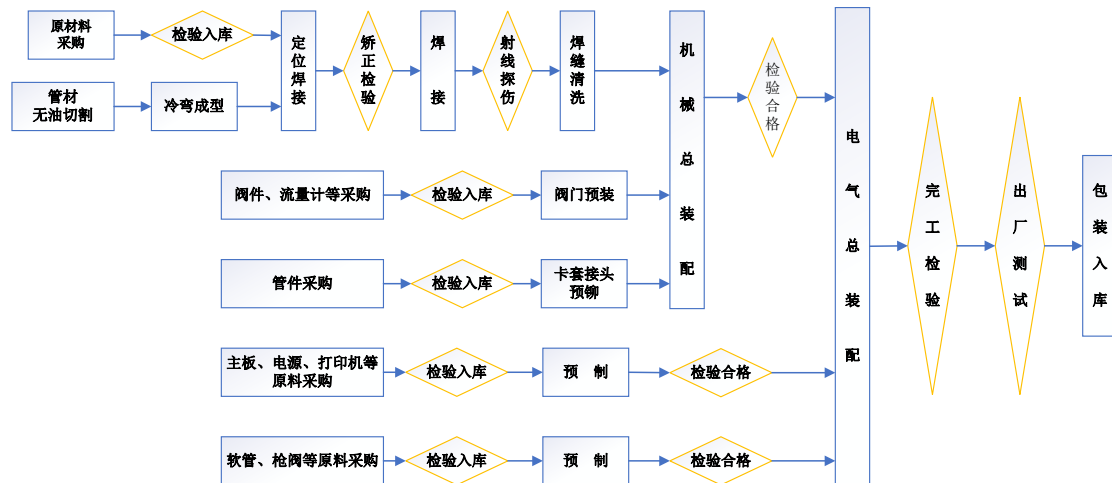 原材料
采购
检验入库
管材
无油切割
冷弯成型
定位焊接
矫正检验
焊接
射线探伤
焊缝清洗
机械总装配
检验合格
阀件、流量计等采购
检验入库
阀门预装
管件采购
检验入库
卡套接头
预铆
主板、电源、打印机等
原料采购
检验入库
预 制
检验合格
软管、枪阀等原料采购
检验入库
预 制
检验合格
电气总装配
完工检验
出厂测试
包装入库